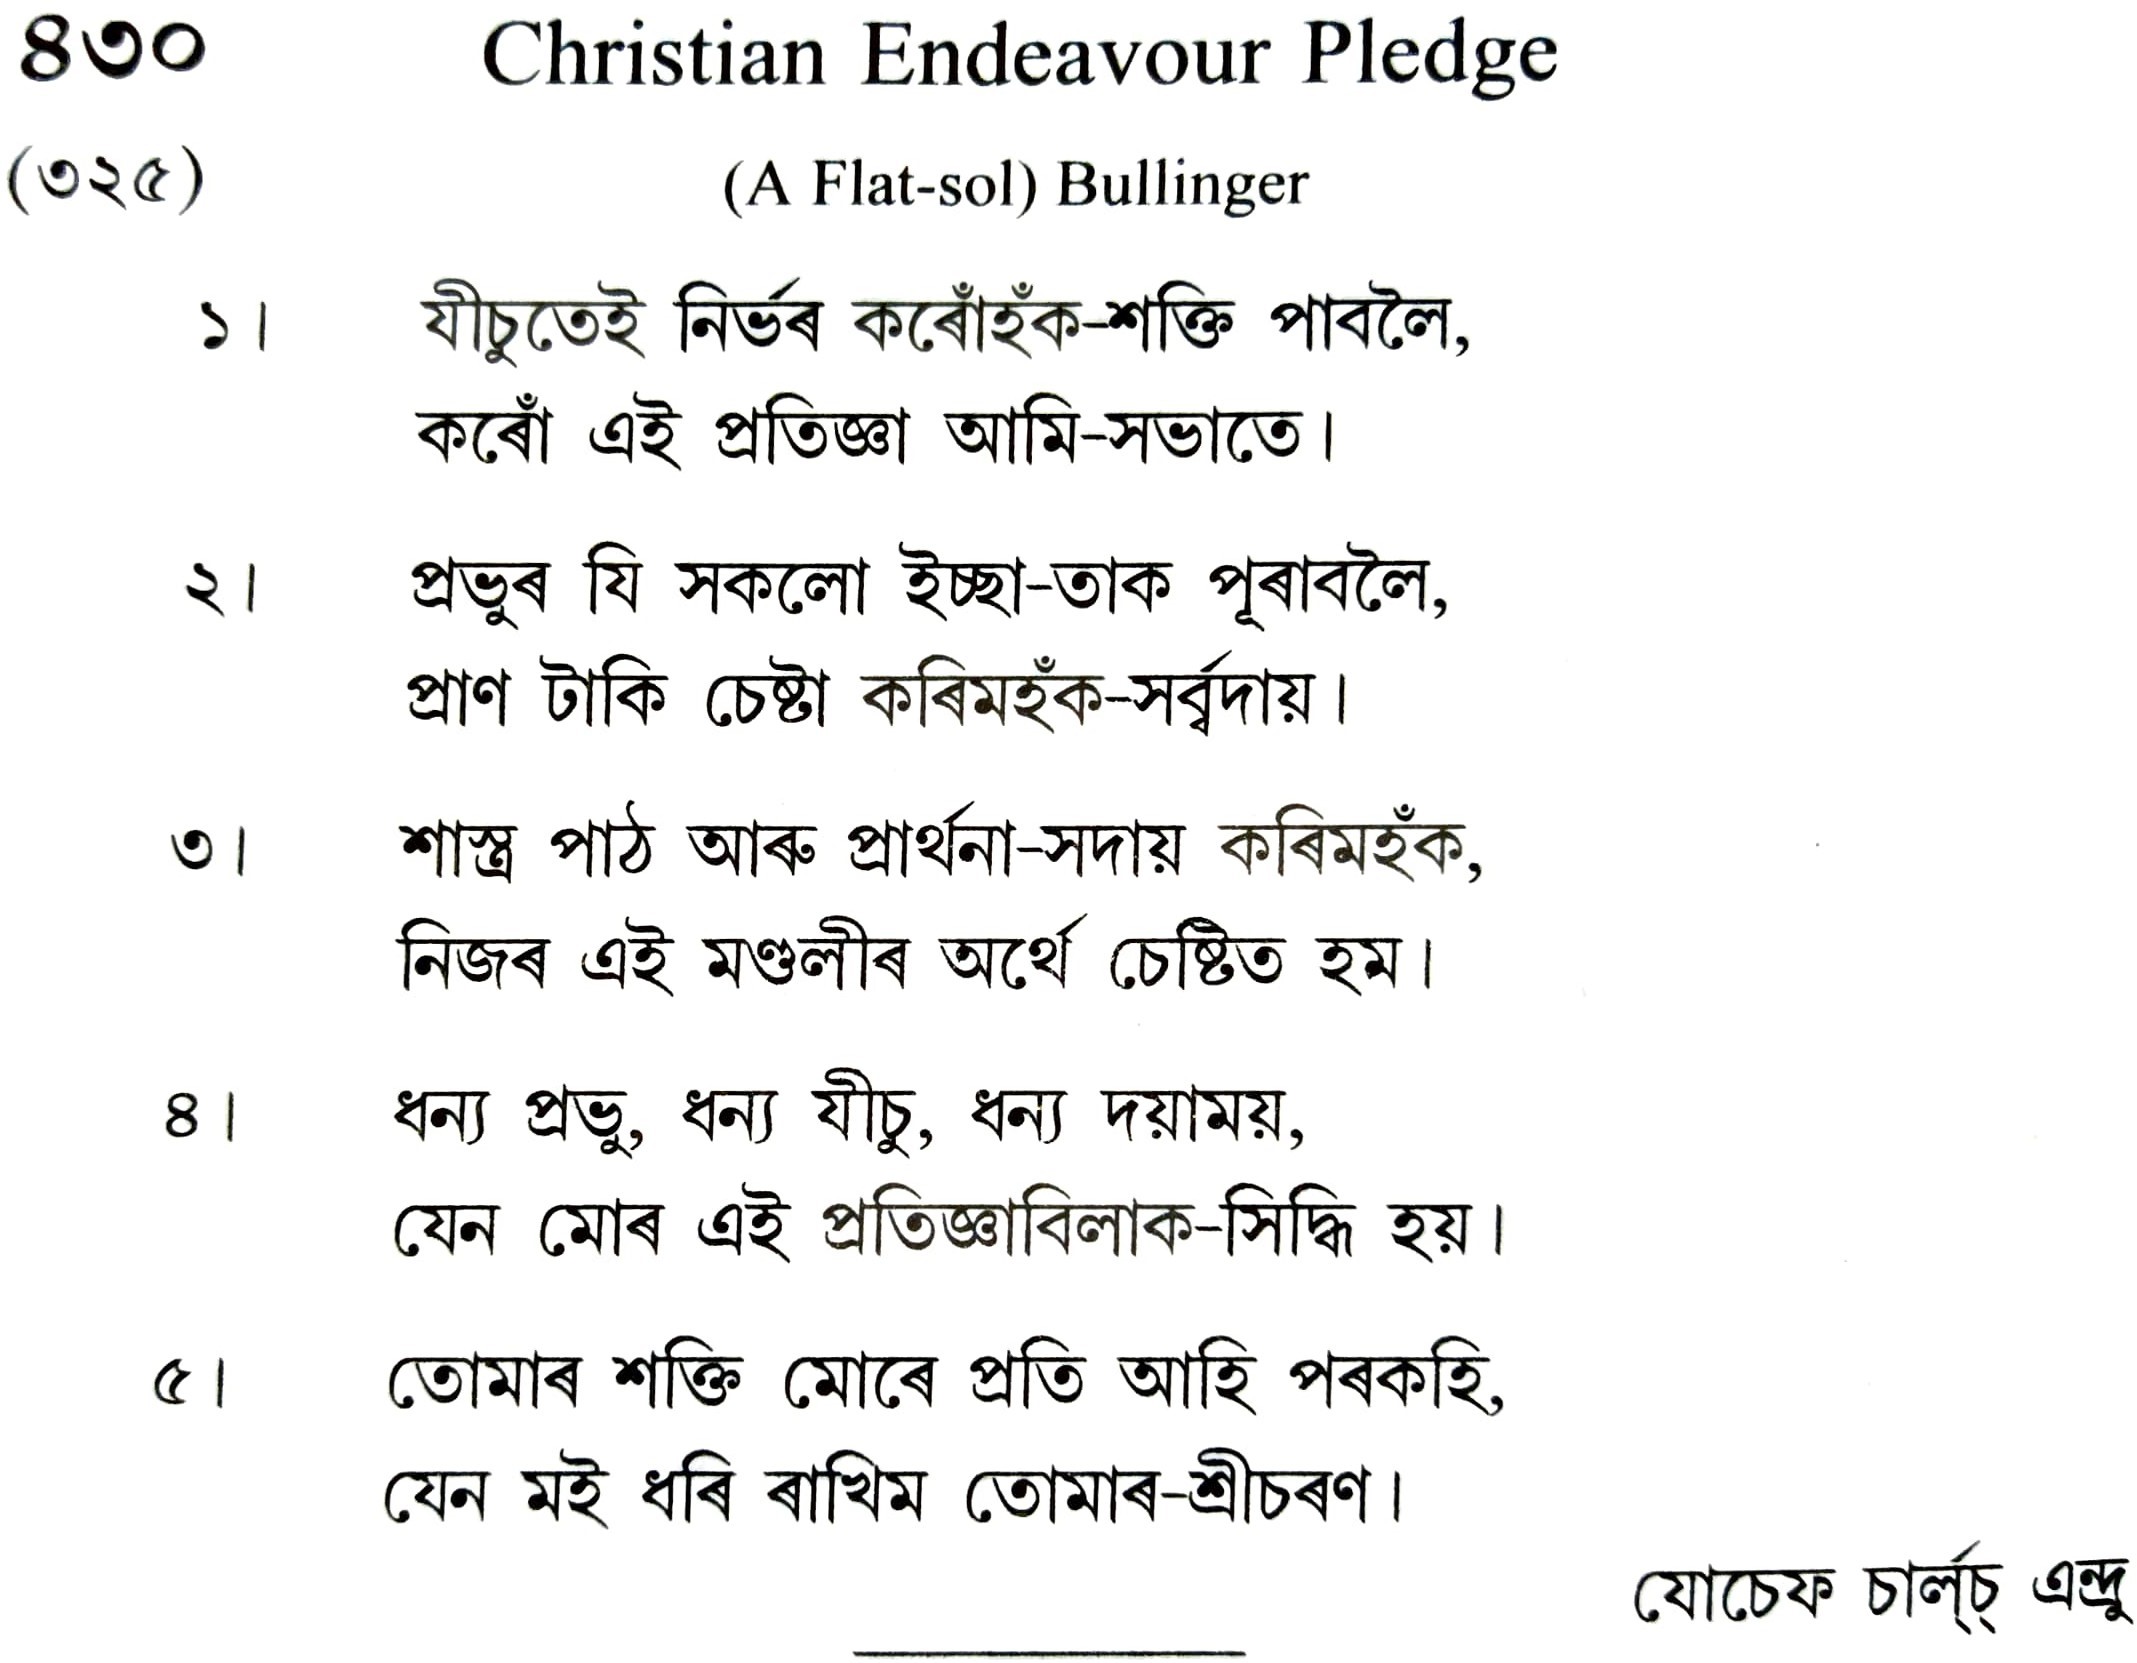 ৪৩০ Christian Endeavour Pledge
(৩২৫) (A Flat-sol) Bullinger
১। যীচুতেই নিৰ্ভৰ কৰোঁহঁক-শক্তি পাবলৈ,
কৰোঁ এই প্ৰতিজ্ঞা আমি-সভাতে।
২। প্ৰভুৰ যি সকলো ইচ্ছা-তাক পূৰাবলৈ,
প্ৰাণ টাকি চেষ্টা কৰিমহঁক-সৰ্ব্বদায়।
৩। শাস্ত্ৰ পাঠ আৰু প্ৰাৰ্থনা-সদায় কৰিমহঁক,
নিজৰ এই মণ্ডলীৰ অৰ্থে চেষ্টিত হম।
৪। ধন্য প্ৰভু, ধন্য যীচু, ধন্য দয়াময়,
যেন মোৰ এই প্ৰতিজ্ঞাবিলাক-সিদ্ধি হয়।
৫। তোমাৰ শক্তি মোৰে প্ৰতি আহি পৰকহি,
যেন মই ধৰি ৰাখিম তোমাৰ-শ্ৰীচৰণ।
যোচেফ চাৰ্ল্চ্ এন্দ্ৰু